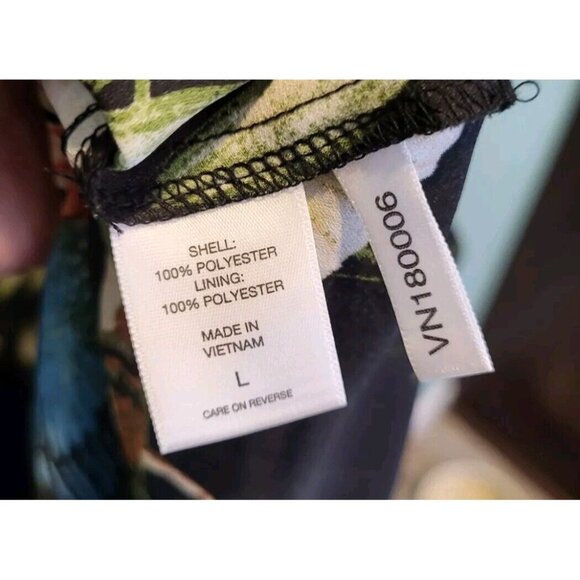 SHELL:
100% POLYESTER
LINING:
100% POLYESTER
MADE IN
VIETNAM
L
CARE ON REVERSE
VN180006